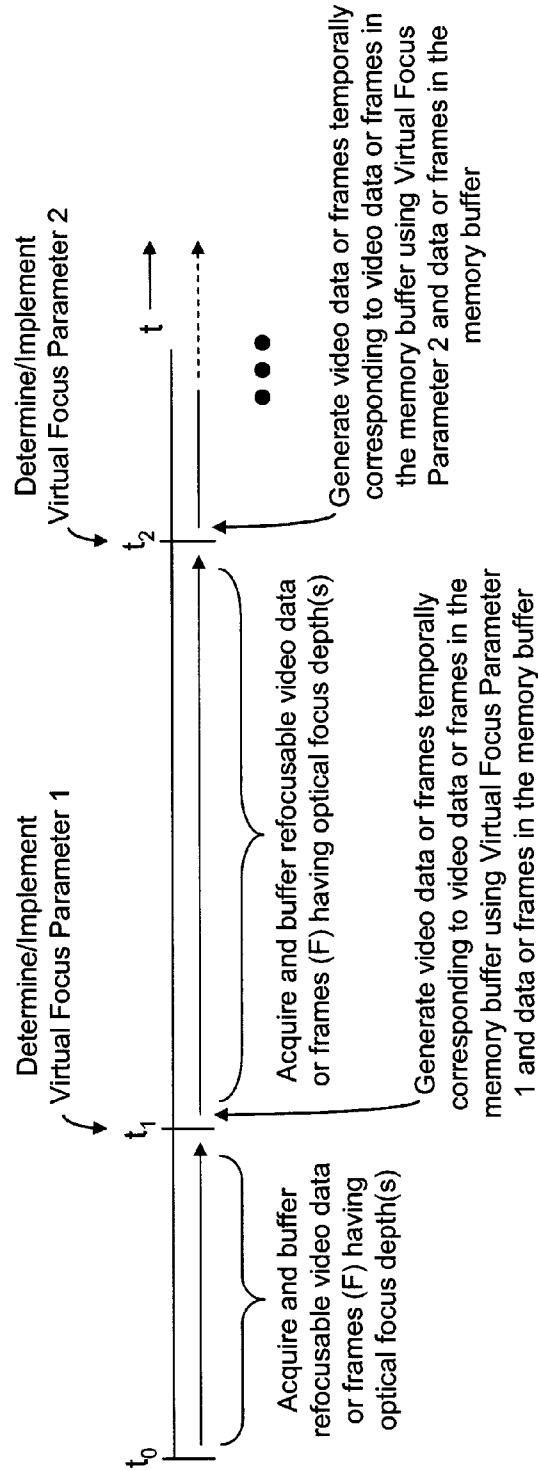 Determine/Implement
Virtual Focus Parameter 1
Determine/Implement
Virtual Focus Parameter 2
t
t0
t1
t2
Acquire and buffer
refocusable video data
or frames (F) having
optical focus depth(s)
Acquire and buffer refocusable video data
or frames (F) having optical focus depth(s)
Generate video data or frames temporally
corresponding to video data or frames in the
memory buffer using Virtual Focus Parameter
1 and data or frames in the memory buffer
Generate video data or frames temporally
corresponding to video data or frames in
the memory buffer using Virtual Focus
Parameter 2 and data or frames in the
memory buffer